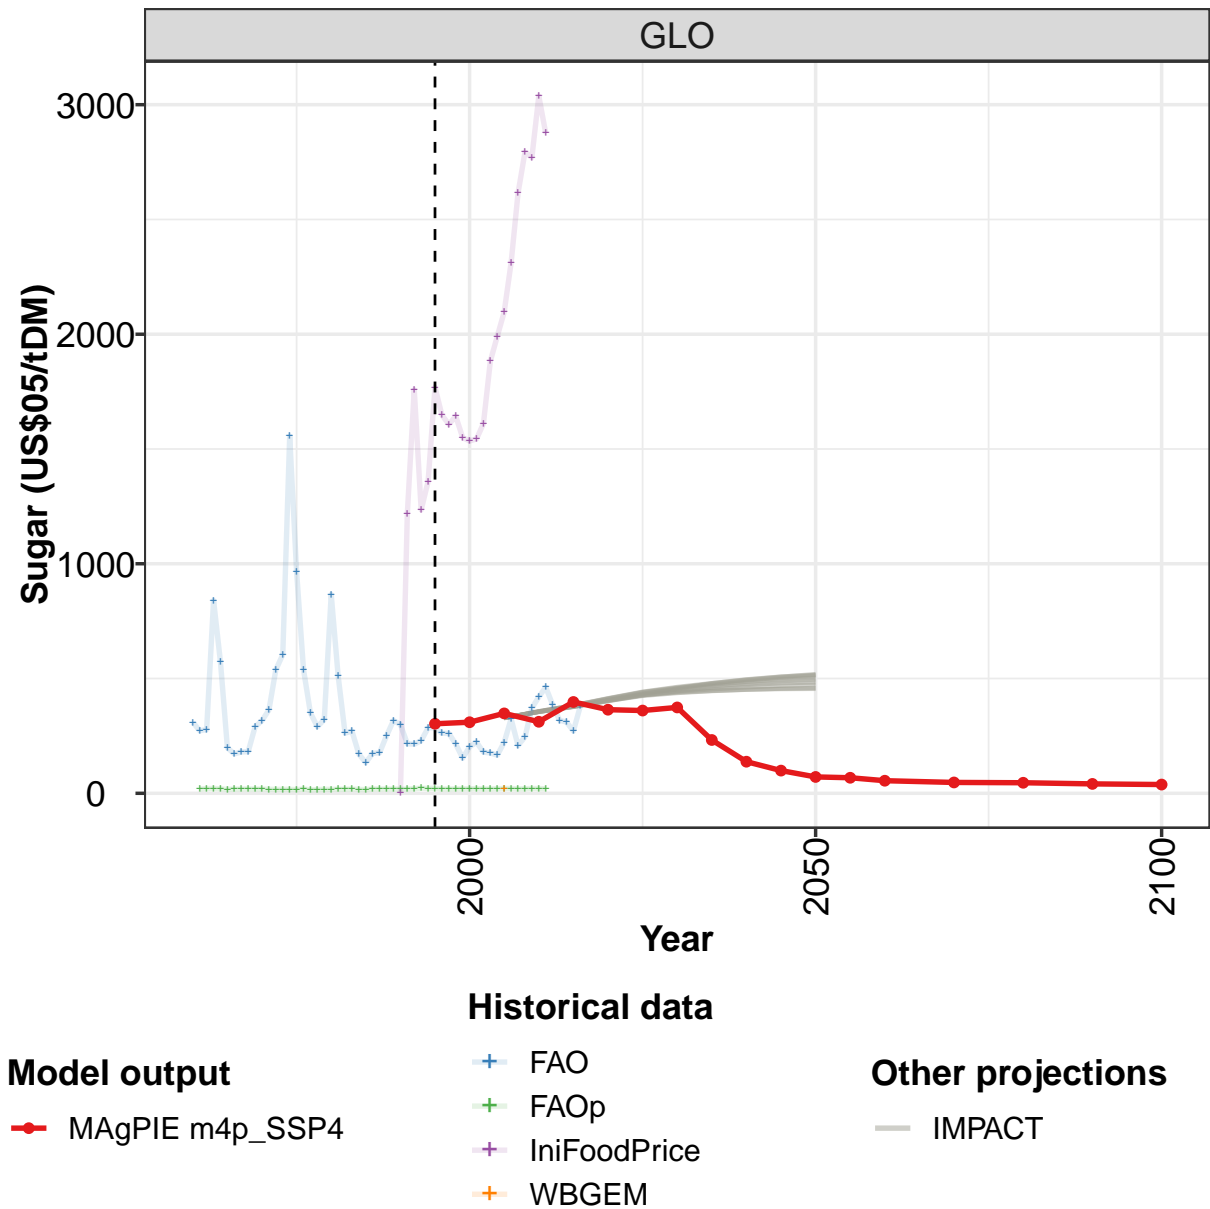 GLO
3000
2000
1000
0
Sugar (US$05/tDM)
2000
2050
2100
Year
Historical data
FAO
FAOp
IniFoodPrice
WBGEM
Model output
MAgPIE m4p_SSP4
Other projections
IMPACT